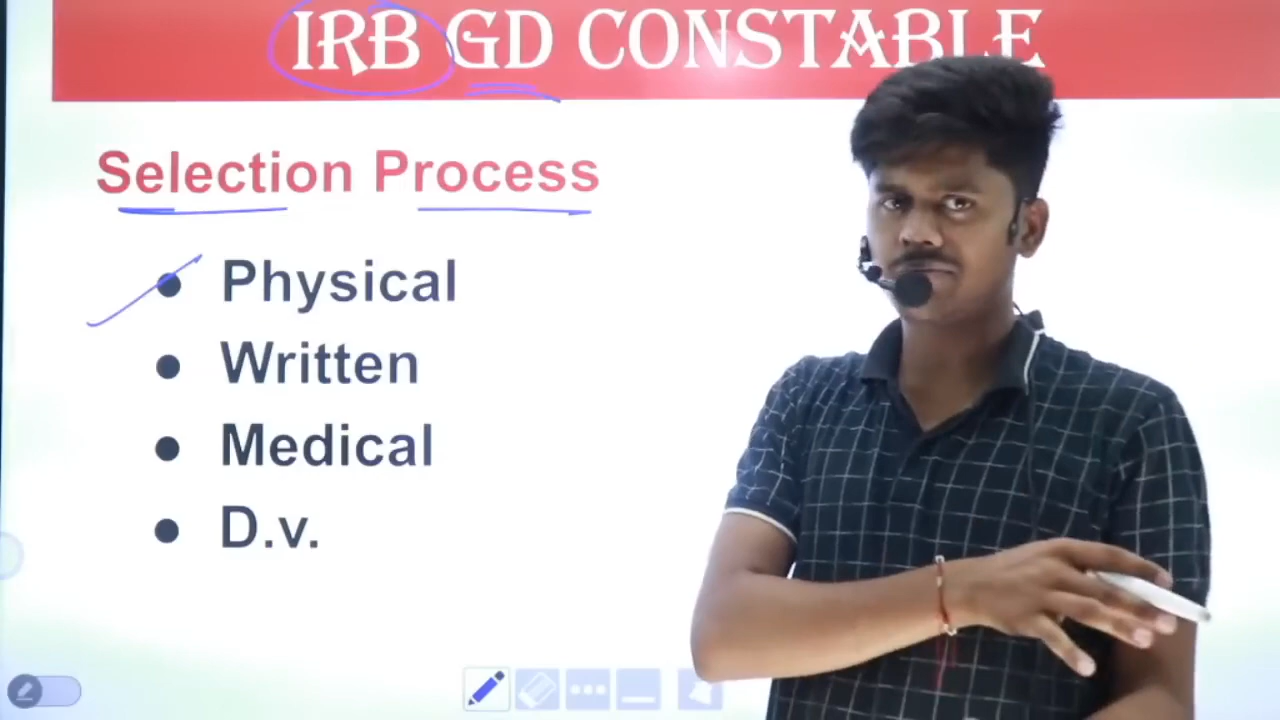 IRB GD CONSTABLE
Selection Process
● Physical
● Written
● Medical
● D.v.